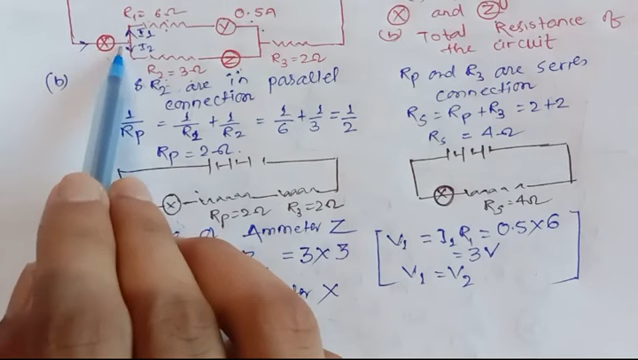 R₁ = 6Ω
Y 0.5A
X I₁
I₂
Z
R₂ = 3Ω
R₃ = 2Ω
X and Z
(b) Total Resistance of
the circuit
(b) & R₂ are in parallel
connection
1/Rp = 1/R₁ + 1/R₂ = 1/6 + 1/3 = 1/2
Rp = 2Ω.
X
Rp = 2Ω R₃ = 2Ω
Rp and R₃ are series
connection
Rs = Rp + R₃ = 2 + 2
Rs = 4Ω
X
Rs = 4Ω
Ammeter Z
= 3 × 3
X
V₁ = I₁ R₁ = 0.5 × 6
= 3V
V₁ = V₂